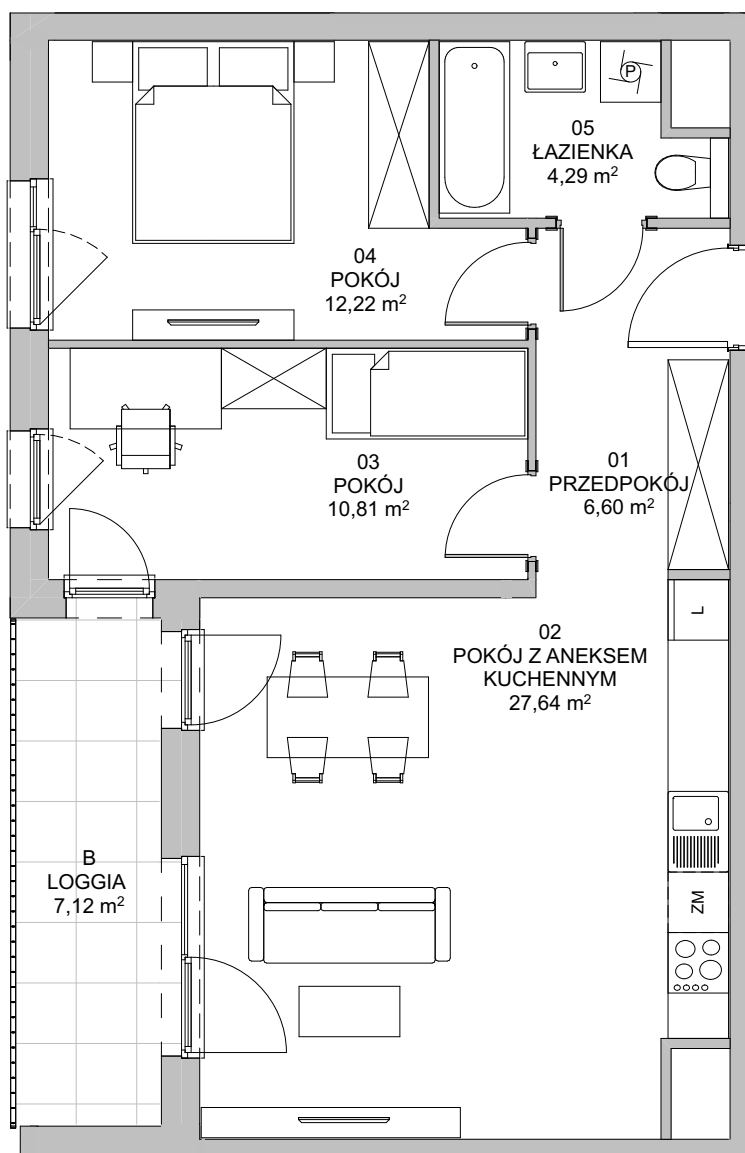 P
05
ŁAZIENKA
4,29 m²
04
POKÓJ
12,22 m²
03
POKÓJ
10,81 m²
01
PRZEDPOKÓJ
6,60 m²
L
02
POKÓJ Z ANEKSEM
KUCHENNYM
27,64 m²
B
LOGGIA
7,12 m²
ZM